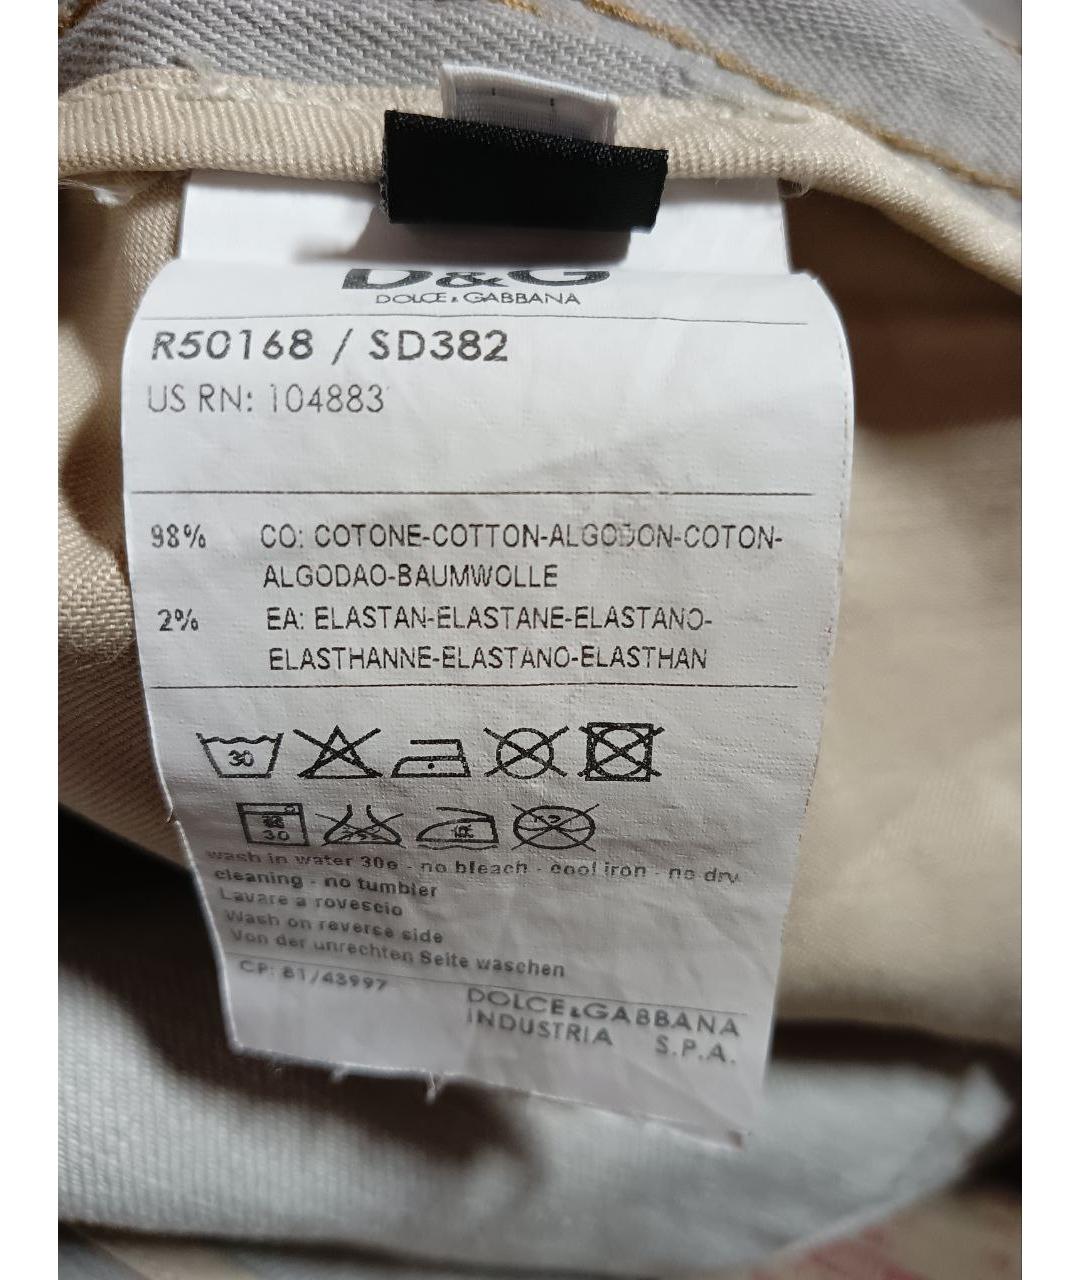 D&G
DOLCE & GABBANA
R50168 / SD382
US RN: 104883
98% CO: COTONE-COTTON-ALGODON-COTON-
ALGODAO-BAUMWOLLE
2% EA: ELASTAN-ELASTANE-ELASTANO-
ELASTHANNE-ELASTANO-ELASTHAN
30
30
wash in water 30° - no bleach - cool iron - no dry
cleaning - no tumbler
Lavare a rovescio
Wash on reverse side
Von der unrechten Seite waschen
CP: 81/43997
DOLCE & GABBANA
INDUSTRIA S.P.A.